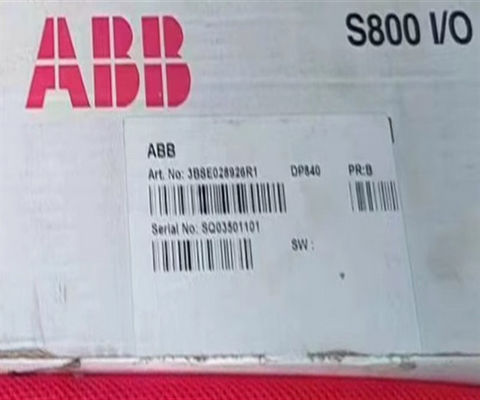 ABB
S800 I/O
ABB
Art. No: 3BSE028926R1 DP840 PR:B
Serial No: SQ03501101
SW :